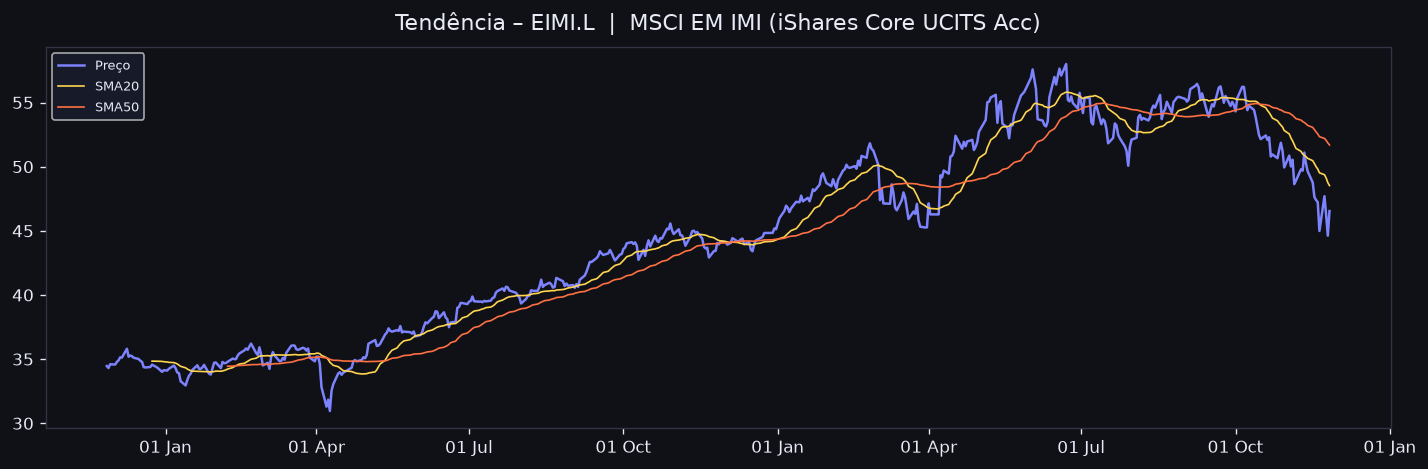 Tendência – EIMI.L | MSCI EM IMI (iShares Core UCITS Acc)
Preço
SMA20
SMA50
55
50
45
40
35
30
01 Jan
01 Apr
01 Jul
01 Oct
01 Jan
01 Apr
01 Jul
01 Oct
01 Jan